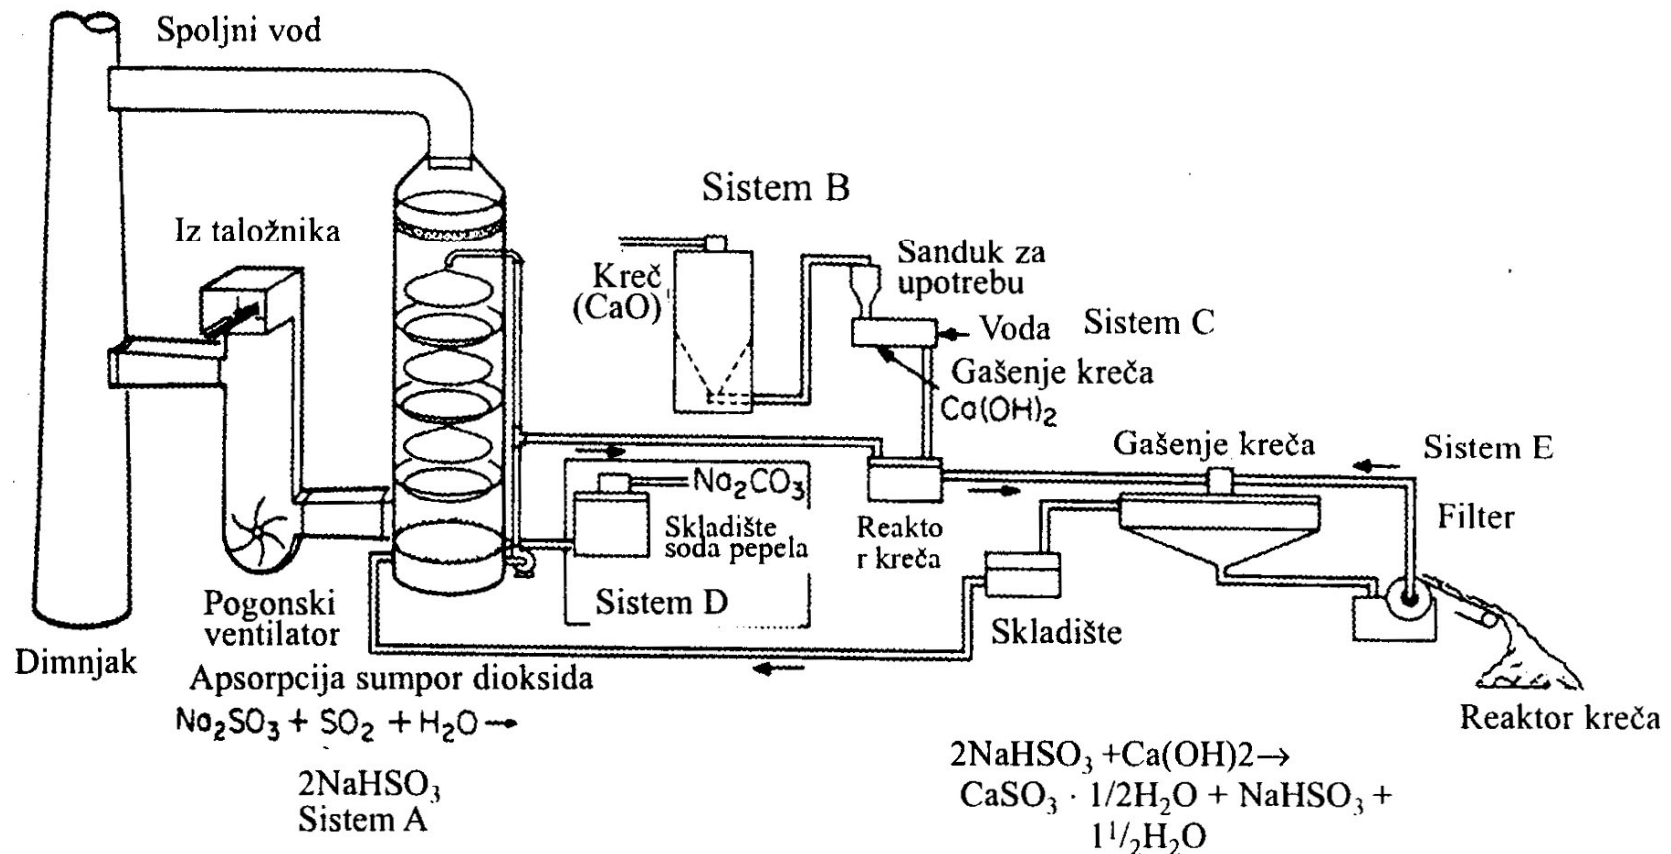 Spoljni vod
Sistem B
Iz taložnika
Kreč
(CaO)
Sanduk za
upotrebu
Voda
Sistem C
Gašenje kreča
Ca(OH)₂
Gašenje kreča
Sistem E
Na₂CO₃
Skladište
soda pepela
Reakto
r kreča
Filter
Sistem D
Skladište
Pogonski
ventilator
Dimnjak
Apsorpcija sumpor dioksida
Na₂SO₃ + SO₂ + H₂O →
2NaHSO₃
Sistem A
Reaktor kreča
2NaHSO₃ +Ca(OH)2→
CaSO₃ · 1/2H₂O + NaHSO₃ +
1¹/₂H₂O